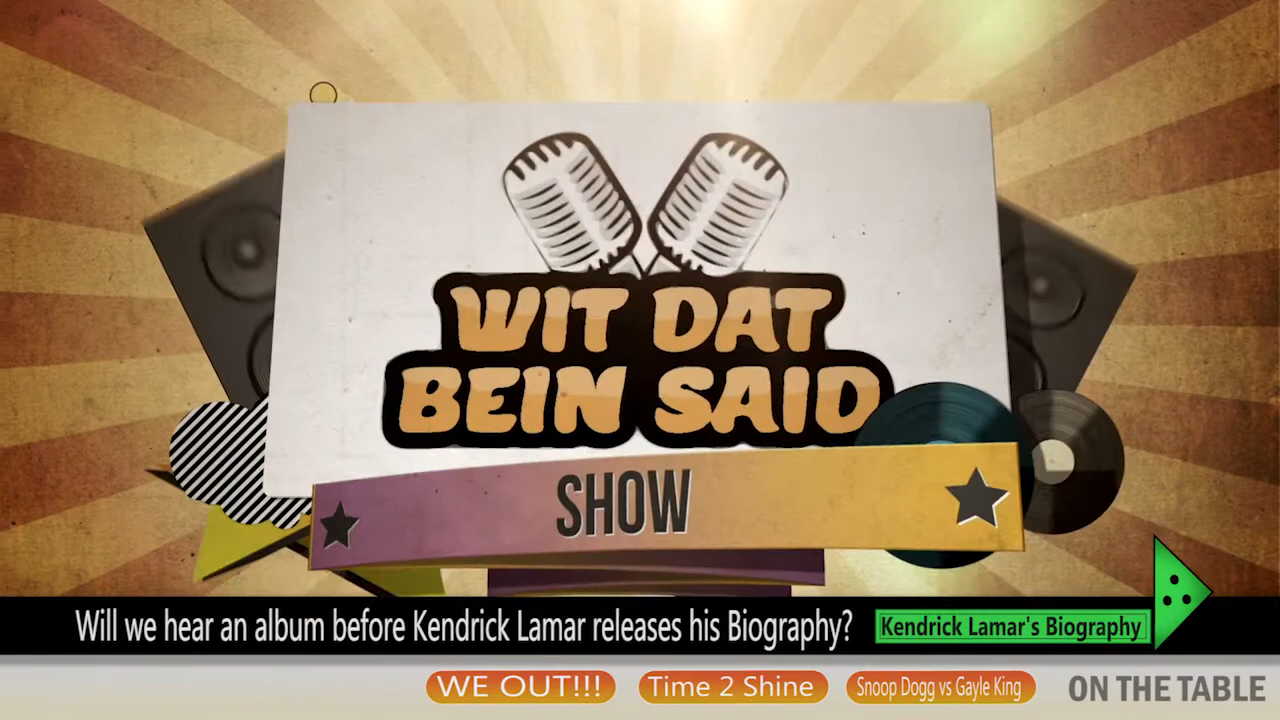 WIT DAT
BEIN SAID
SHOW
Will we hear an album before Kendrick Lamar releases his Biography?
Kendrick Lamar's Biography
WE OUT!!!
Time 2 Shine
Snoop Dogg vs Gayle King
ON THE TABLE